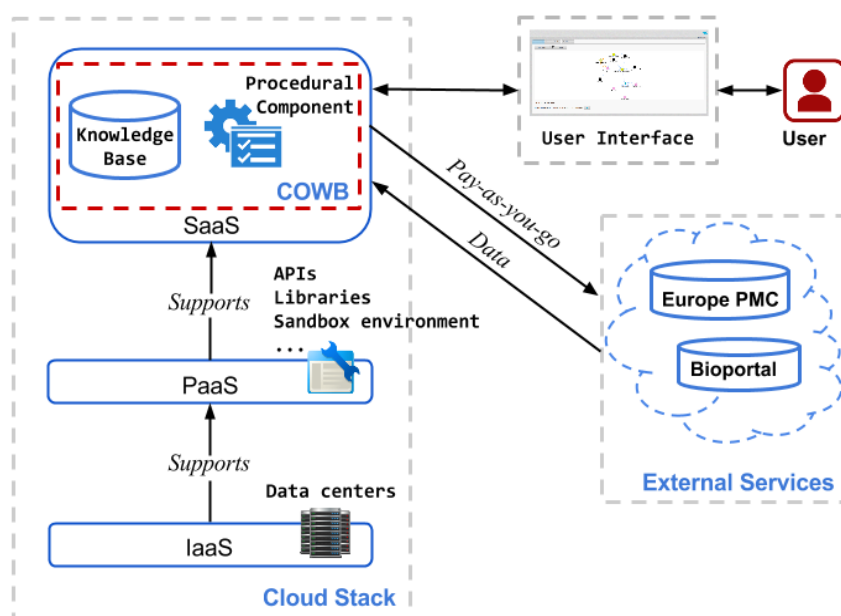 Procedural
Component
Knowledge
Base
COWB
SaaS
User Interface
User
Pay-as-you-go
Data
Supports
APIs
Libraries
Sandbox environment
...
PaaS
Europe PMC
Bioportal
External Services
Supports
Data centers
IaaS
Cloud Stack